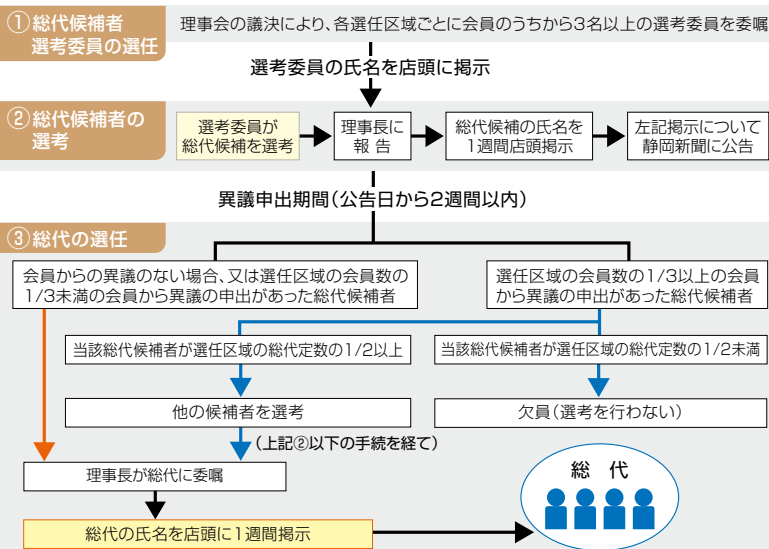 ①総代候補者
選考委員の選任
理事会の議決により、各選任区域ごとに会員のうちから3名以上の選考委員を委嘱
選考委員の氏名を店頭に掲示
②総代候補者の
選考
選考委員が
総代候補を選考
理事長に
報 告
総代候補の氏名を
1週間店頭掲示
左記掲示について
静岡新聞に公告
異議申出期間(公告日から2週間以内)
③総代の選任
会員からの異議のない場合、又は選任区域の会員数の
1/3未満の会員から異議の申出があった総代候補者
選任区域の会員数の1/3以上の会員
から異議の申出があった総代候補者
当該総代候補者が選任区域の総代定数の1/2以上
当該総代候補者が選任区域の総代定数の1/2未満
他の候補者を選考
欠員(選考を行わない)
(上記②以下の手続を経て)
理事長が総代に委嘱
総代の氏名を店頭に1週間掲示
総 代